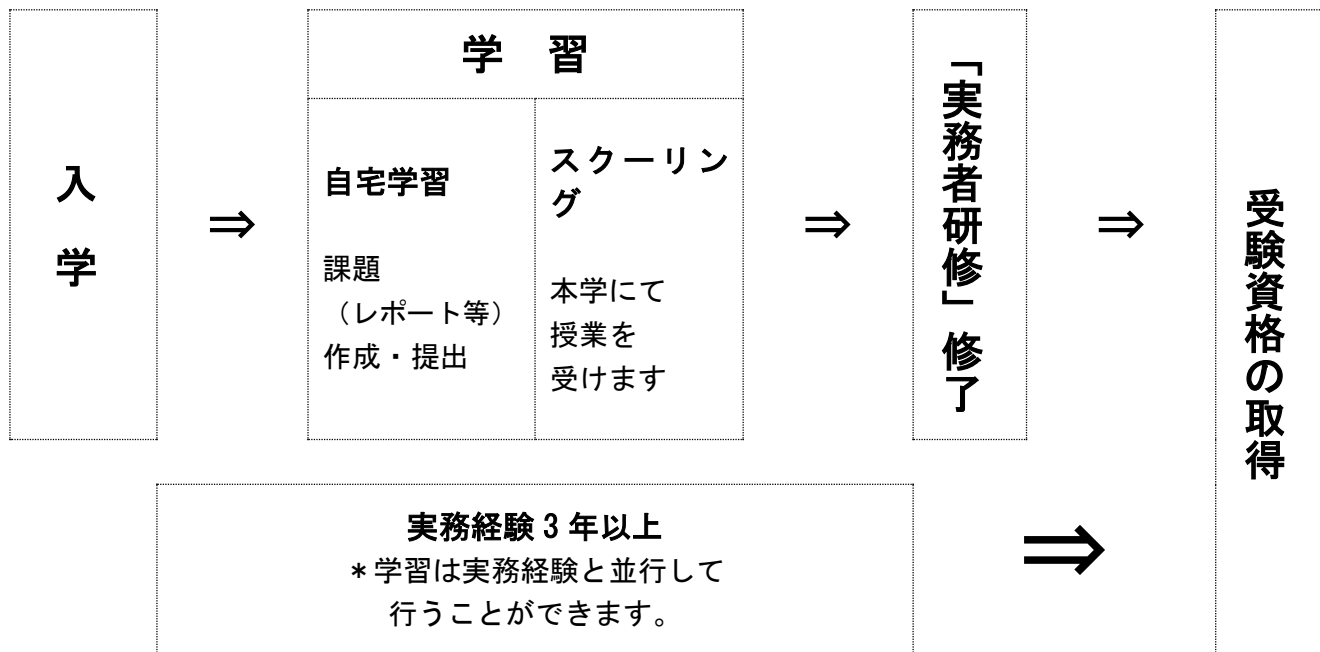 入学
⇒
学 習
自宅学習
課題
（レポート等）
作成・提出
スクーリン
グ
本学にて
授業を
受けます
⇒
「実務者研修」修了
⇒
受験資格の取得
実務経験３年以上
＊学習は実務経験と並行して
行うことができます。
⇒